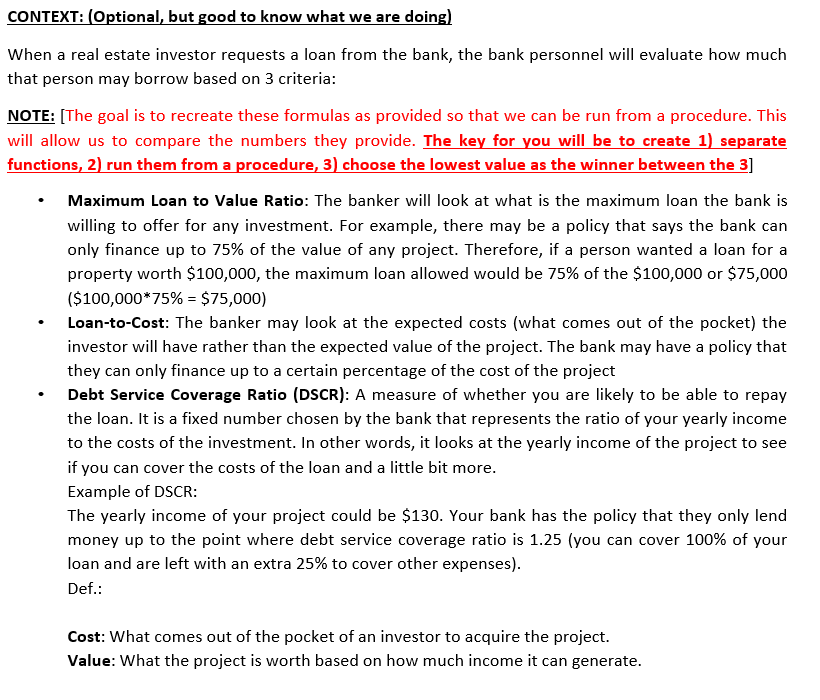 CONTEXT: (Optional, but good to know what we are doing)
When a real estate investor requests a loan from the bank, the bank personnel will evaluate how much
that person may borrow based on 3 criteria:
NOTE: [The goal is to recreate these formulas as provided so that we can be run from a procedure. This
will allow us to compare the numbers they provide. The key for you will be to create 1) separate
functions, 2) run them from a procedure, 3) choose the lowest value as the winner between the 3]
• Maximum Loan to Value Ratio: The banker will look at what is the maximum loan the bank is
willing to offer for any investment. For example, there may be a policy that says the bank can
only finance up to 75% of the value of any project. Therefore, if a person wanted a loan for a
property worth $100,000, the maximum loan allowed would be 75% of the $100,000 or $75,000
($100,000*75% = $75,000)
• Loan-to-Cost: The banker may look at the expected costs (what comes out of the pocket) the
investor will have rather than the expected value of the project. The bank may have a policy that
they can only finance up to a certain percentage of the cost of the project
• Debt Service Coverage Ratio (DSCR): A measure of whether you are likely to be able to repay
the loan. It is a fixed number chosen by the bank that represents the ratio of your yearly income
to the costs of the investment. In other words, it looks at the yearly income of the project to see
if you can cover the costs of the loan and a little bit more.
Example of DSCR:
The yearly income of your project could be $130. Your bank has the policy that they only lend
money up to the point where debt service coverage ratio is 1.25 (you can cover 100% of your
loan and are left with an extra 25% to cover other expenses).
Def.:
Cost: What comes out of the pocket of an investor to acquire the project.
Value: What the project is worth based on how much income it can generate.